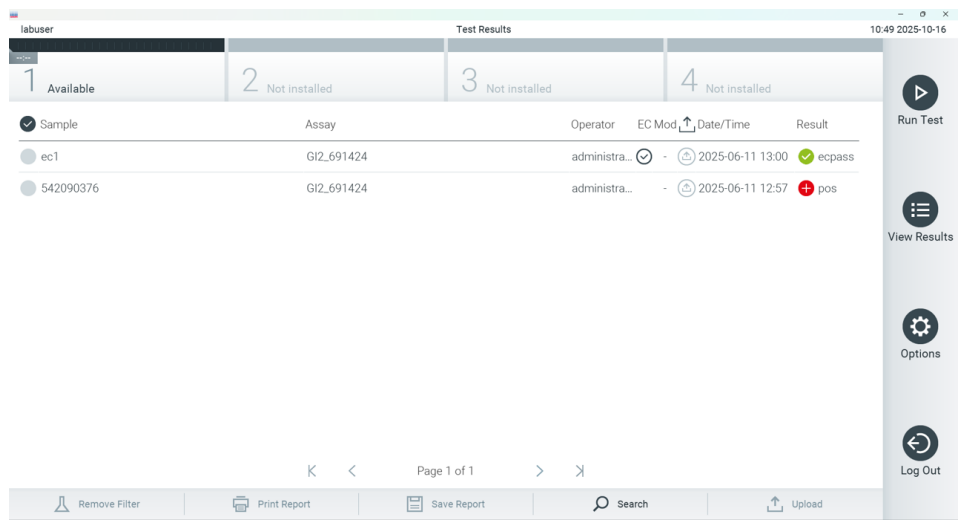 labuser Test Results 10:49 2025-10-16
--:--
1 Available 2 Not installed 3 Not installed 4 Not installed
Sample Assay Operator EC Mod Date/Time Result
ec1 GI2_691424 administra... - 2025-06-11 13:00 ecpass
542090376 GI2_691424 administra... - 2025-06-11 12:57 pos
Run Test
View Results
Options
Log Out
Page 1 of 1
Remove Filter Print Report Save Report Search Upload